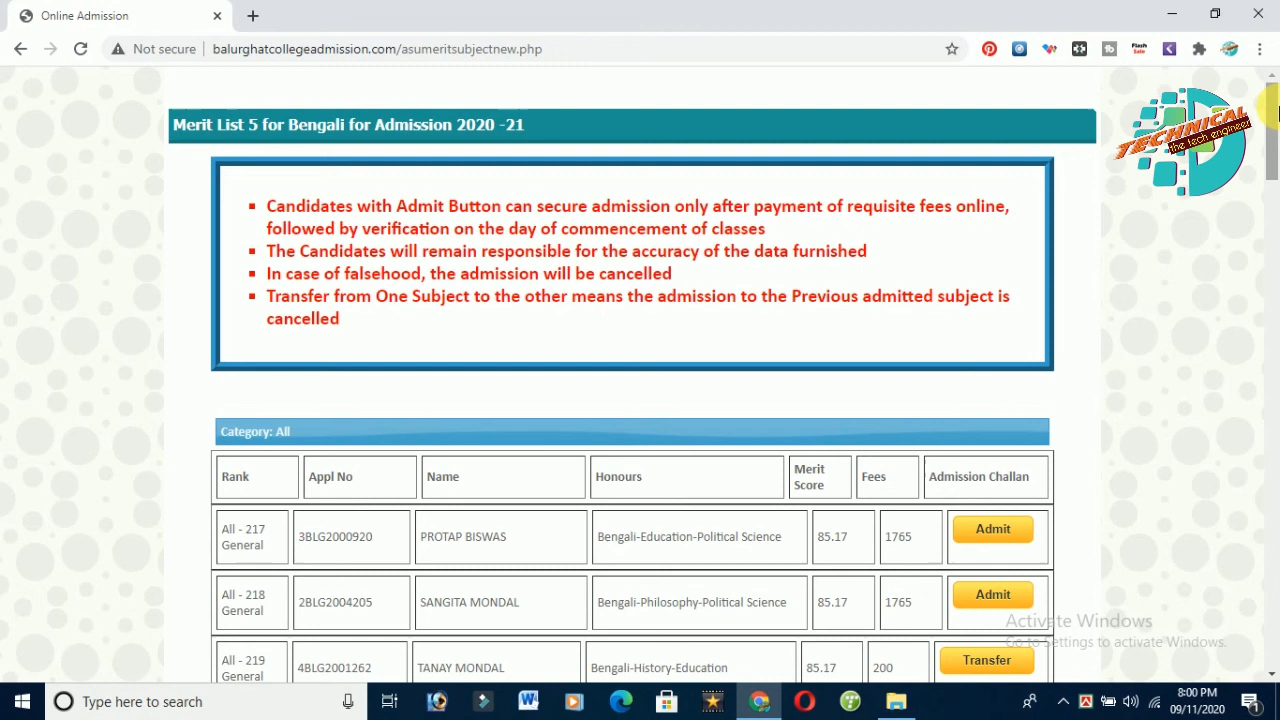 Online Admission
Not secure
balurghatcollegeadmission.com/asumeritsubjectnew.php
Flash
Sale
TECHNICAL
the tech engineer
Merit List 5 for Bengali for Admission 2020 -21
Candidates with Admit Button can secure admission only after payment of requisite fees online,
followed by verification on the day of commencement of classes
The Candidates will remain responsible for the accuracy of the data furnished
In case of falsehood, the admission will be cancelled
Transfer from One Subject to the other means the admission to the Previous admitted subject is
cancelled
Category: All
Rank Appl No Name Honours Merit Score Fees Admission Challan
All - 217 General 3BLG2000920 PROTAP BISWAS Bengali-Education-Political Science 85.17 1765 Admit
All - 218 General 2BLG2004205 SANGITA MONDAL Bengali-Philosophy-Political Science 85.17 1765 Admit
All - 219 General 4BLG2001262 TANAY MONDAL Bengali-History-Education 85.17 200 Transfer
Activate Windows
Go to Settings to activate Windows.
Type here to search
8:00 PM
09/11/2020